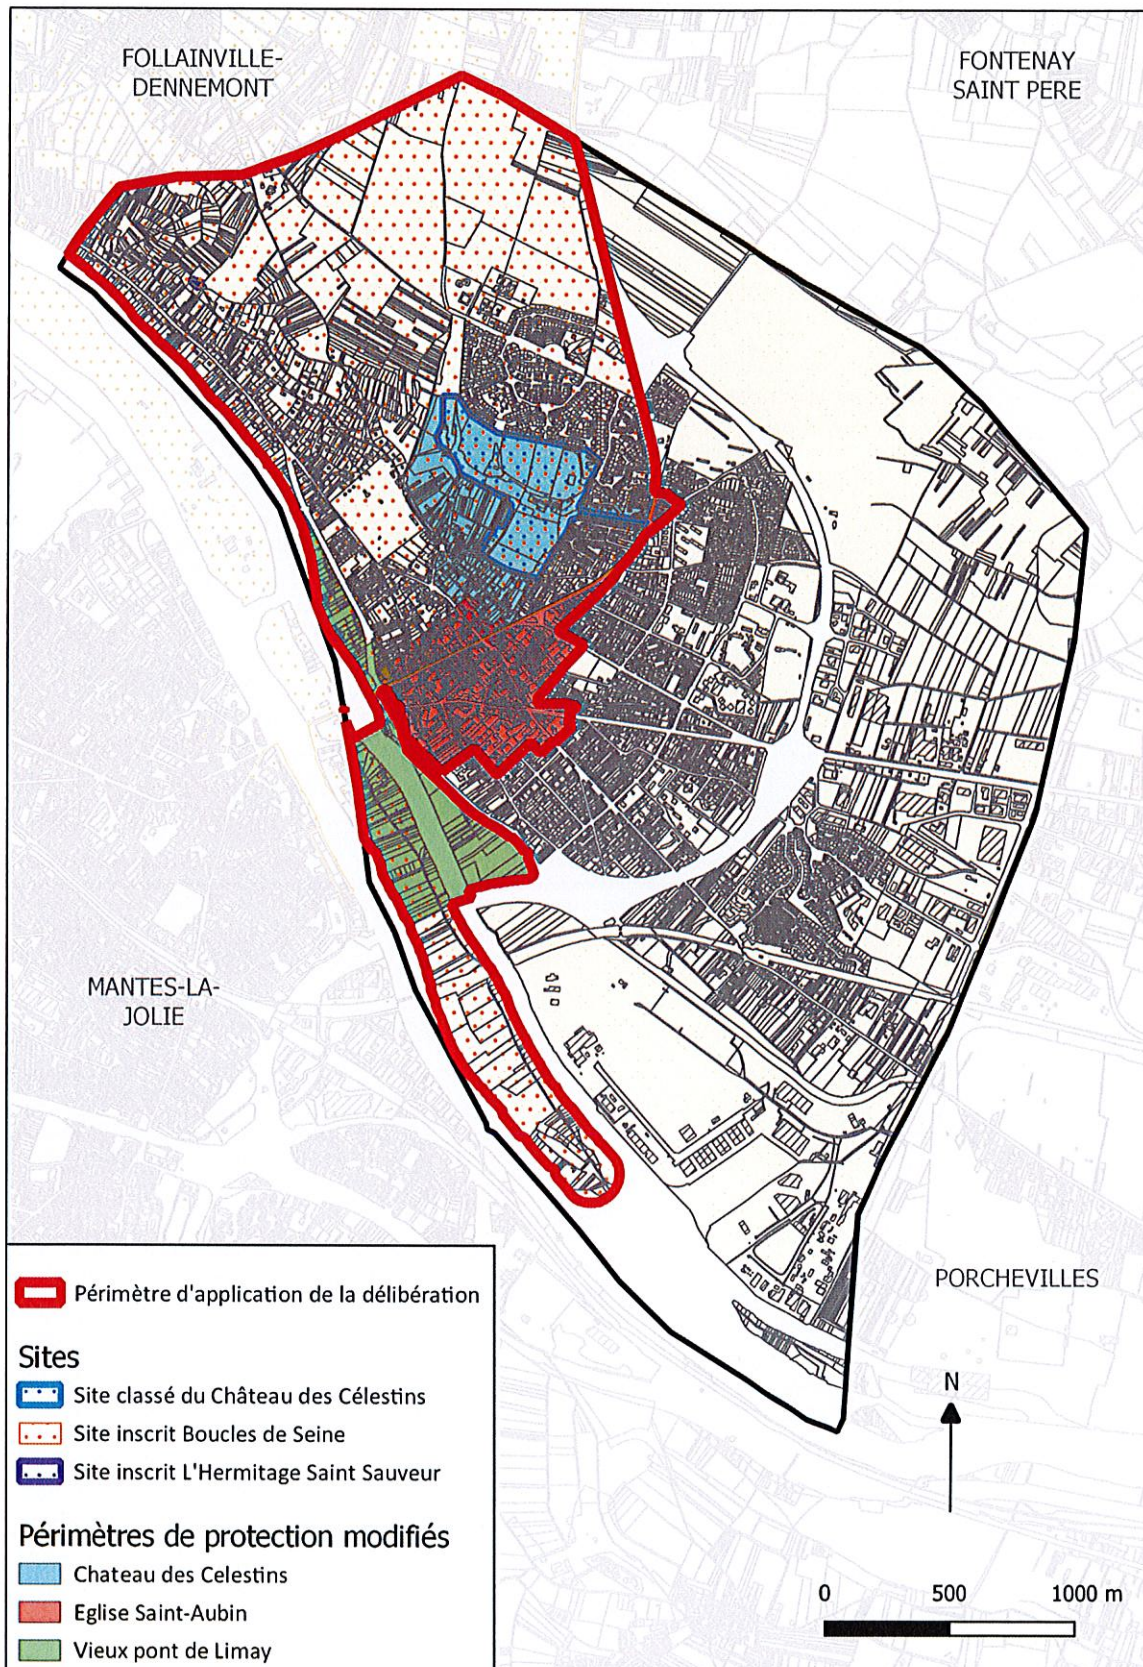 FOLLAINVILLE-
DENNEMONT
FONTENAY
SAINT PERE
MANTES-LA-
JOLIE
PORCHEVILLES
Périmètre d'application de la délibération
Sites
Site classé du Château des Célestins
Site inscrit Boucles de Seine
Site inscrit L'Hermitage Saint Sauveur
Périmètres de protection modifiés
Chateau des Celestins
Eglise Saint-Aubin
Vieux pont de Limay
N
0 500 1000 m